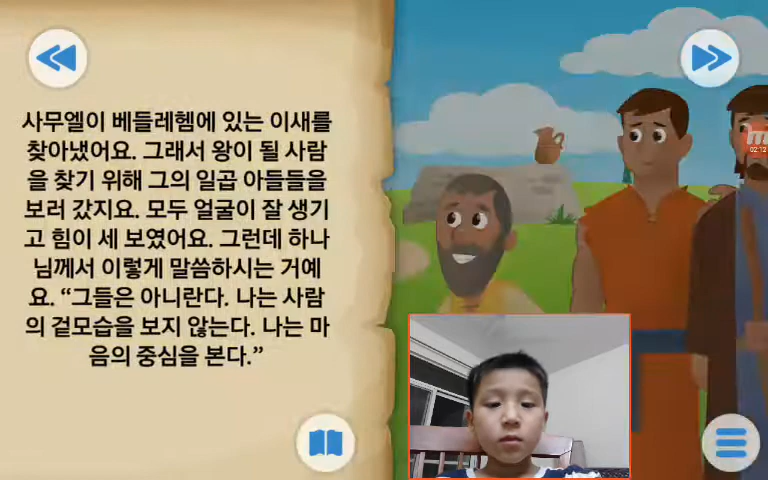 사무엘이 베들레헴에 있는 이새를
찾아냈어요. 그래서 왕이 될 사람
을 찾기 위해 그의 일곱 아들들을
보러 갔지요. 모두 얼굴이 잘 생기
고 힘이 세 보였어요. 그런데 하나
님께서 이렇게 말씀하시는 거예
요. “그들은 아니란다. 나는 사람
의 겉모습을 보지 않는다. 나는 마
음의 중심을 본다.”
02:12